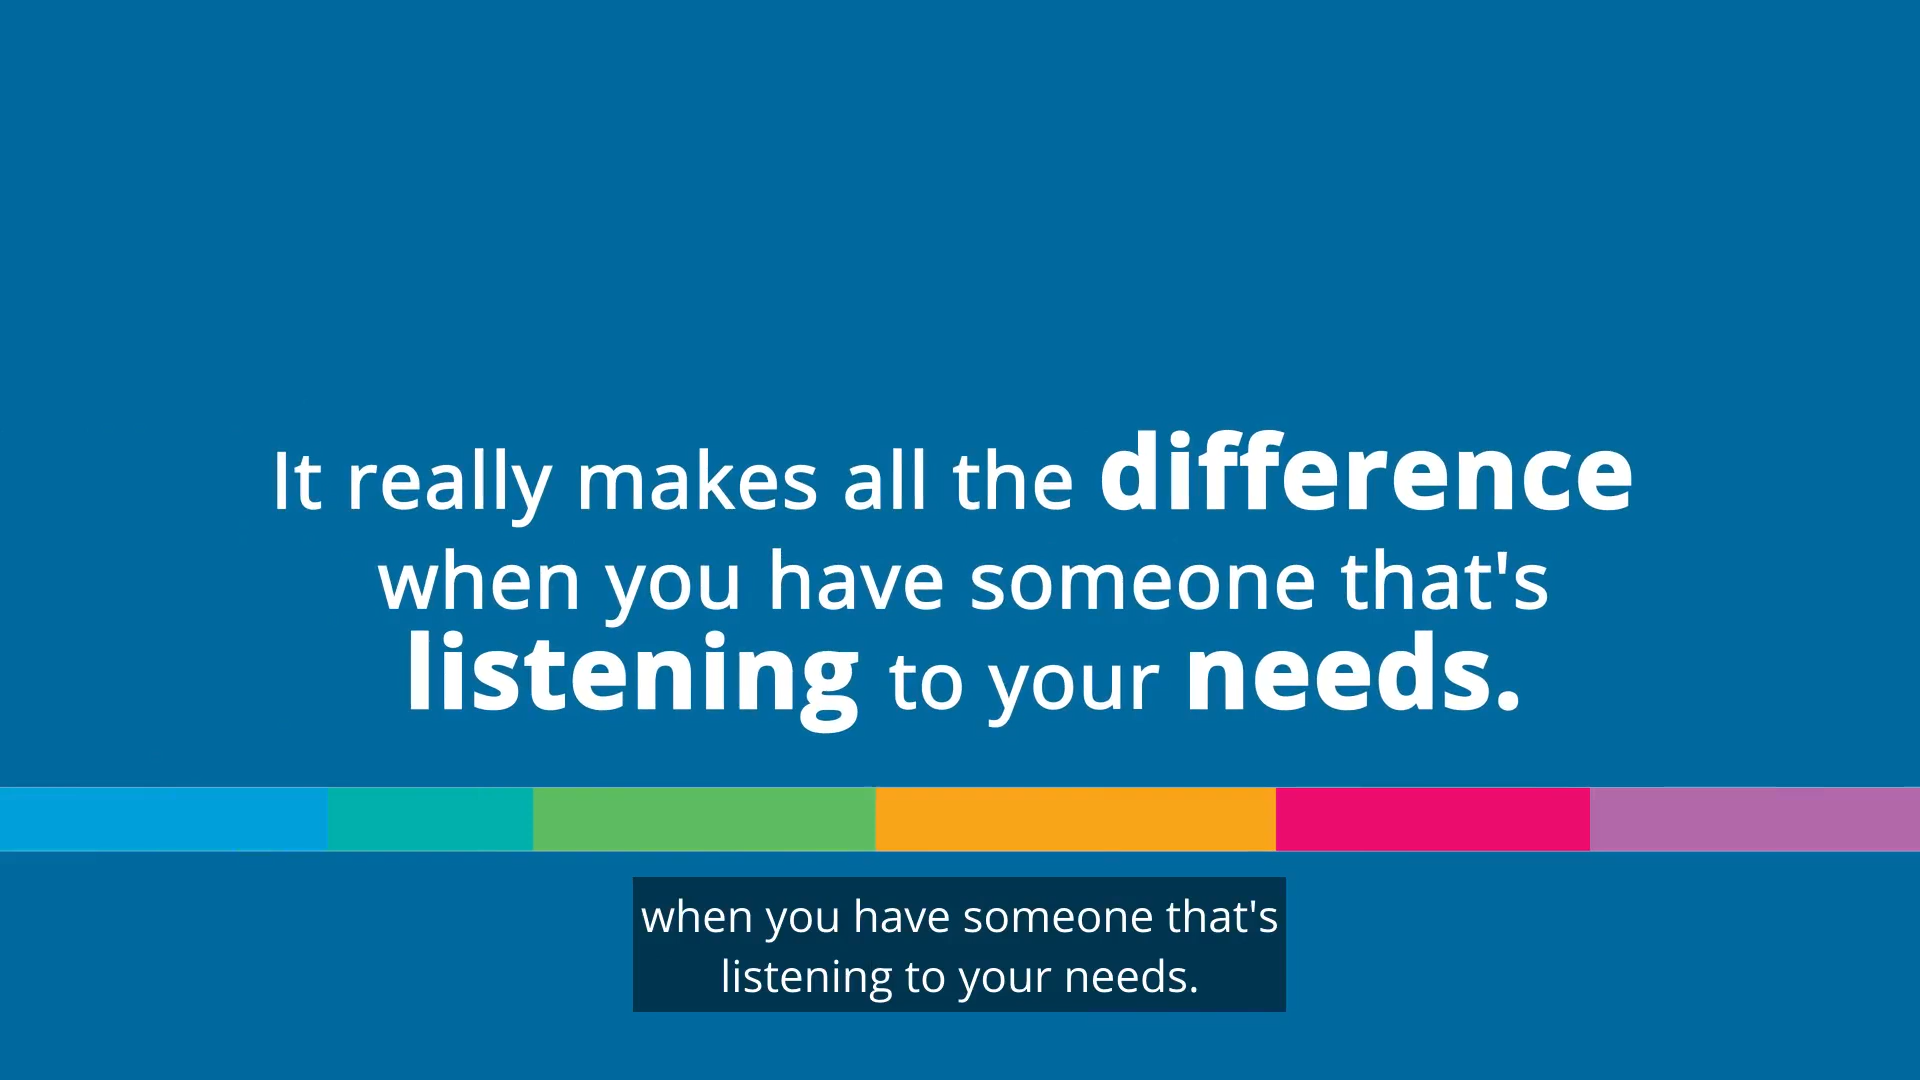 It really makes all the difference
when you have someone that's
listening to your needs.
when you have someone that's
listening to your needs.